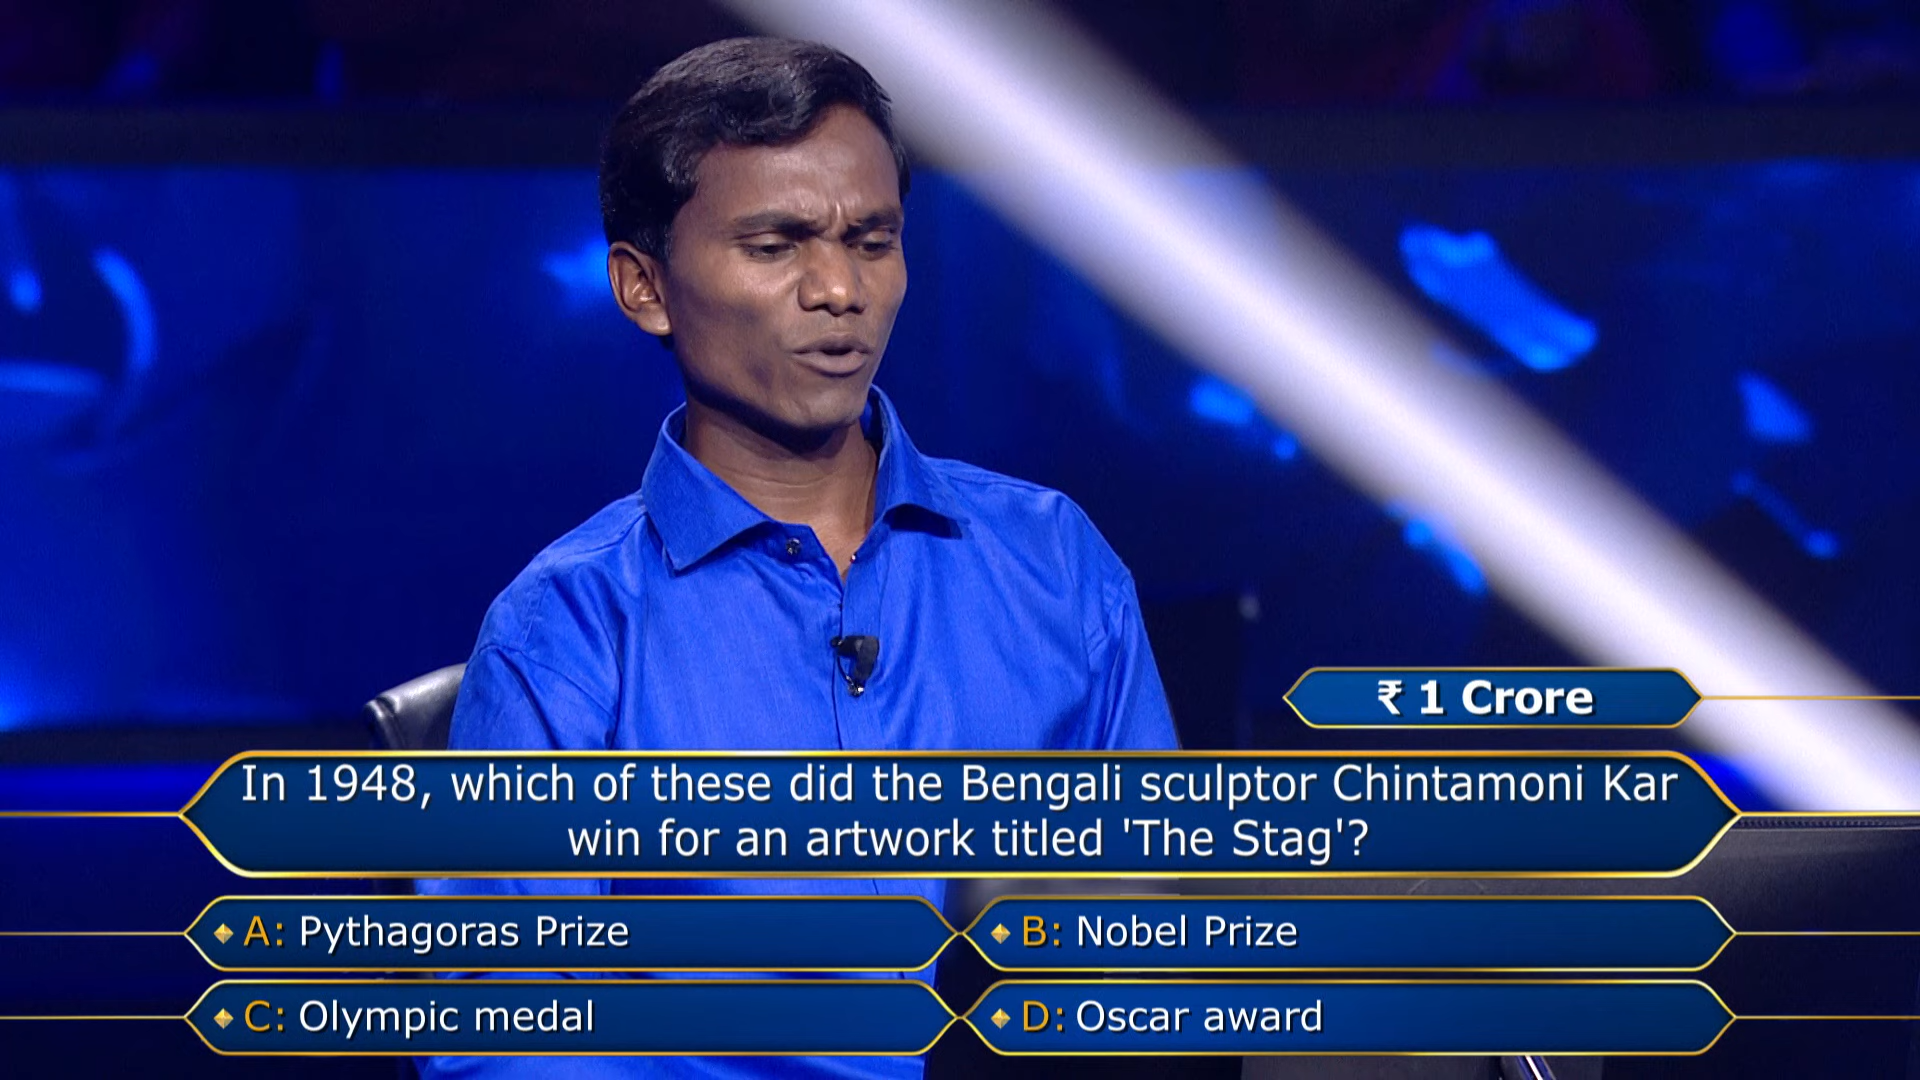 ₹ 1 Crore
In 1948, which of these did the Bengali sculptor Chintamoni Kar
win for an artwork titled 'The Stag'?
A: Pythagoras Prize
B: Nobel Prize
C: Olympic medal
D: Oscar award